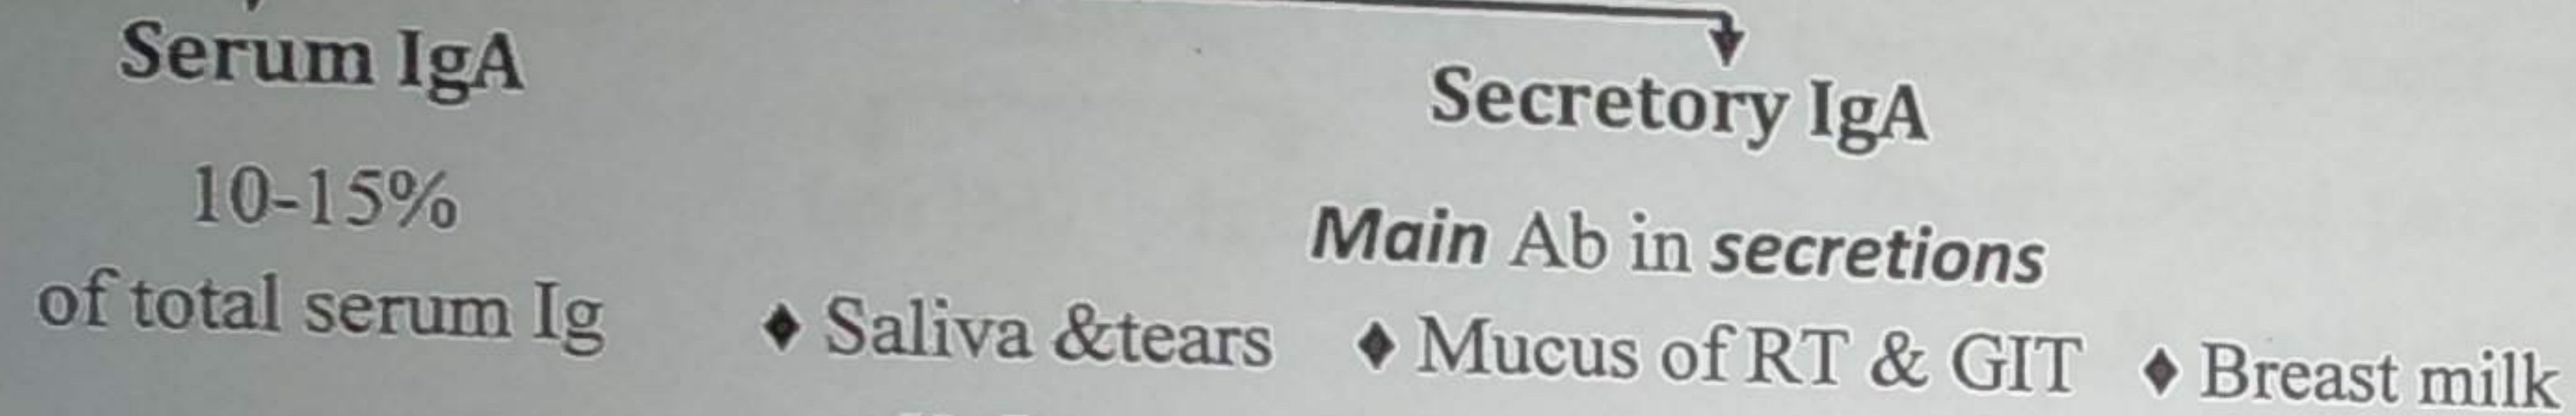 Serum IgA
Secretory IgA
10-15%
Main Ab in secretions
of total serum Ig
♦ Saliva &tears ♦ Mucus of RT & GIT ♦ Breast milk